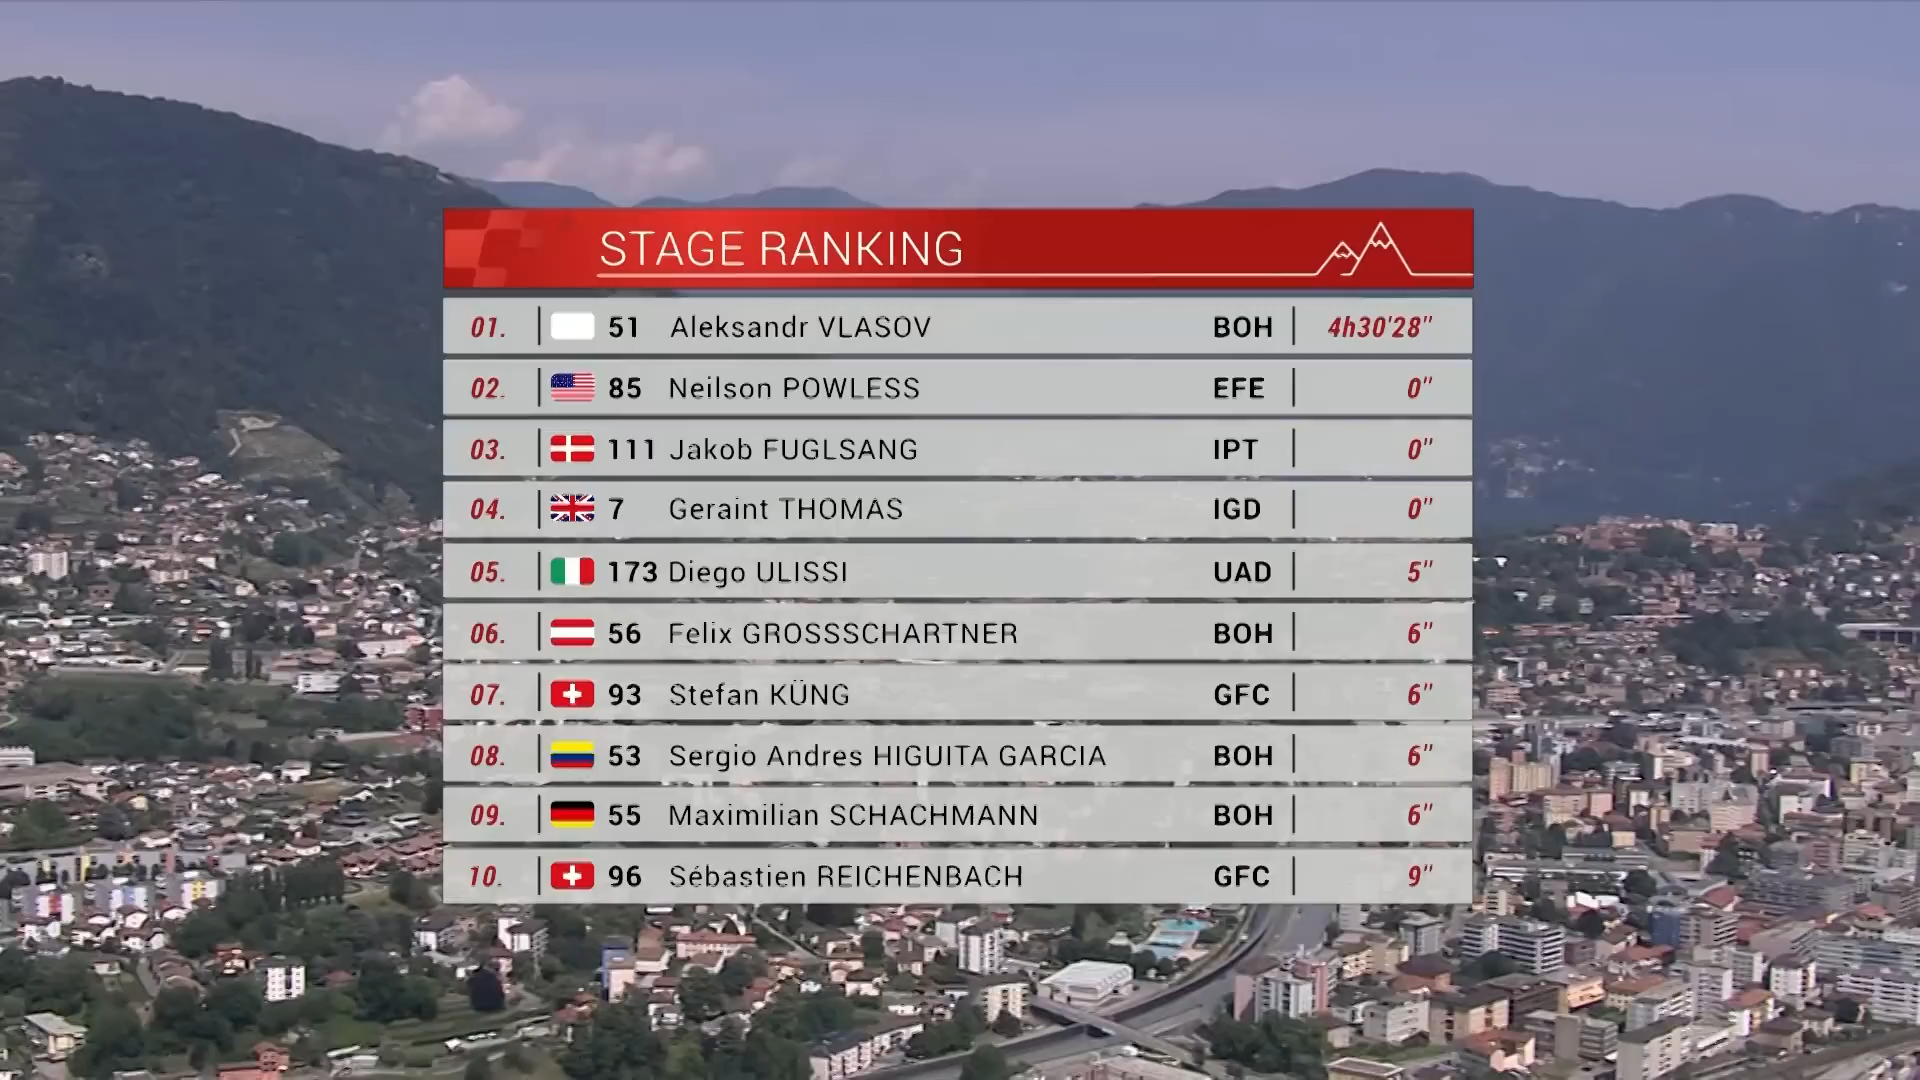 STAGE RANKING
01. 51 Aleksandr VLASOV BOH 4h30'28"
02. 85 Neilson POWLESS EFE 0"
03. 111 Jakob FUGLSANG IPT 0"
04. 7 Geraint THOMAS IGD 0"
05. 173 Diego ULISSI UAD 5"
06. 56 Felix GROSSSCHARTNER BOH 6"
07. 93 Stefan KÜNG GFC 6"
08. 53 Sergio Andres HIGUITA GARCIA BOH 6"
09. 55 Maximilian SCHACHMANN BOH 6"
10. 96 Sébastien REICHENBACH GFC 9"